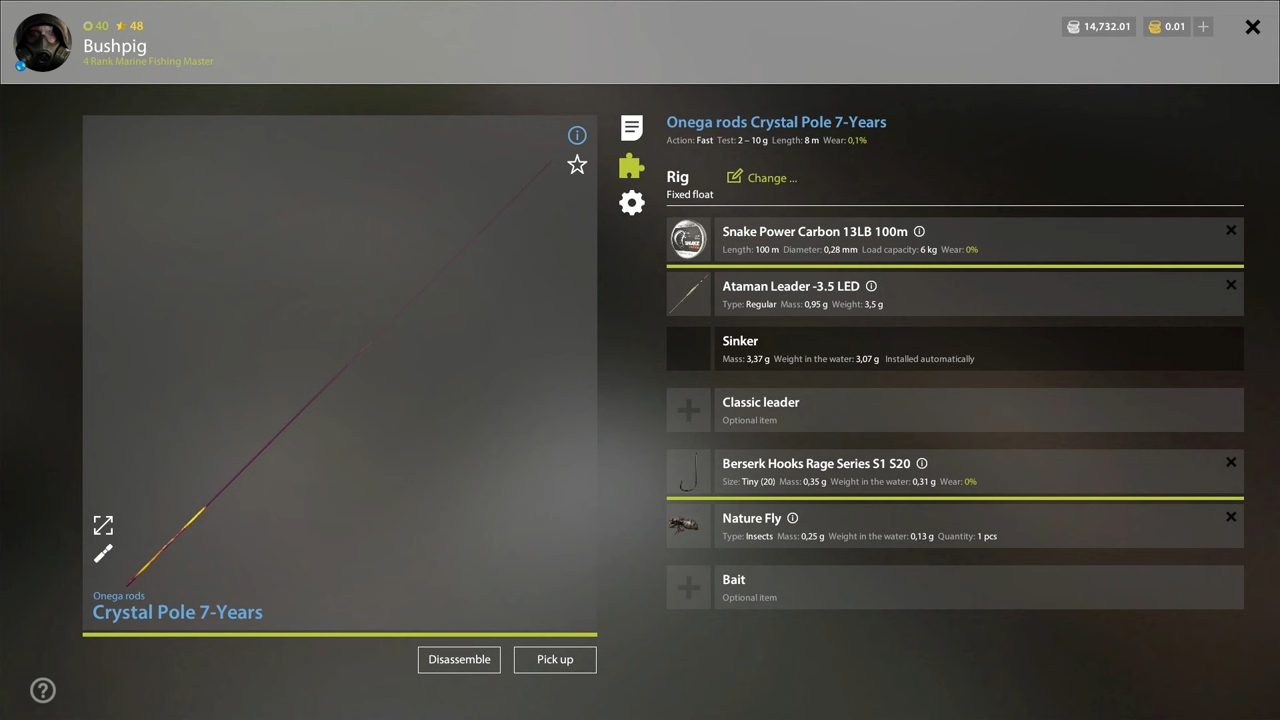 40 48
Bushpig
4 Rank Marine Fishing Master
14,732.01 0.01
Onega rods
Crystal Pole 7-Years
Disassemble Pick up
Onega rods Crystal Pole 7-Years
Action: Fast Test: 2 – 10 g Length: 8 m Wear: 0,1%
Rig Change ...
Fixed float
Snake Power Carbon 13LB 100m
Length: 100 m Diameter: 0,28 mm Load capacity: 6 kg Wear: 0%
Ataman Leader -3.5 LED
Type: Regular Mass: 0,95 g Weight: 3,5 g
Sinker
Mass: 3,37 g Weight in the water: 3,07 g Installed automatically
Classic leader
Optional item
Berserk Hooks Rage Series S1 S20
Size: Tiny (20) Mass: 0,35 g Weight in the water: 0,31 g Wear: 0%
Nature Fly
Type: Insects Mass: 0,25 g Weight in the water: 0,13 g Quantity: 1 pcs
Bait
Optional item